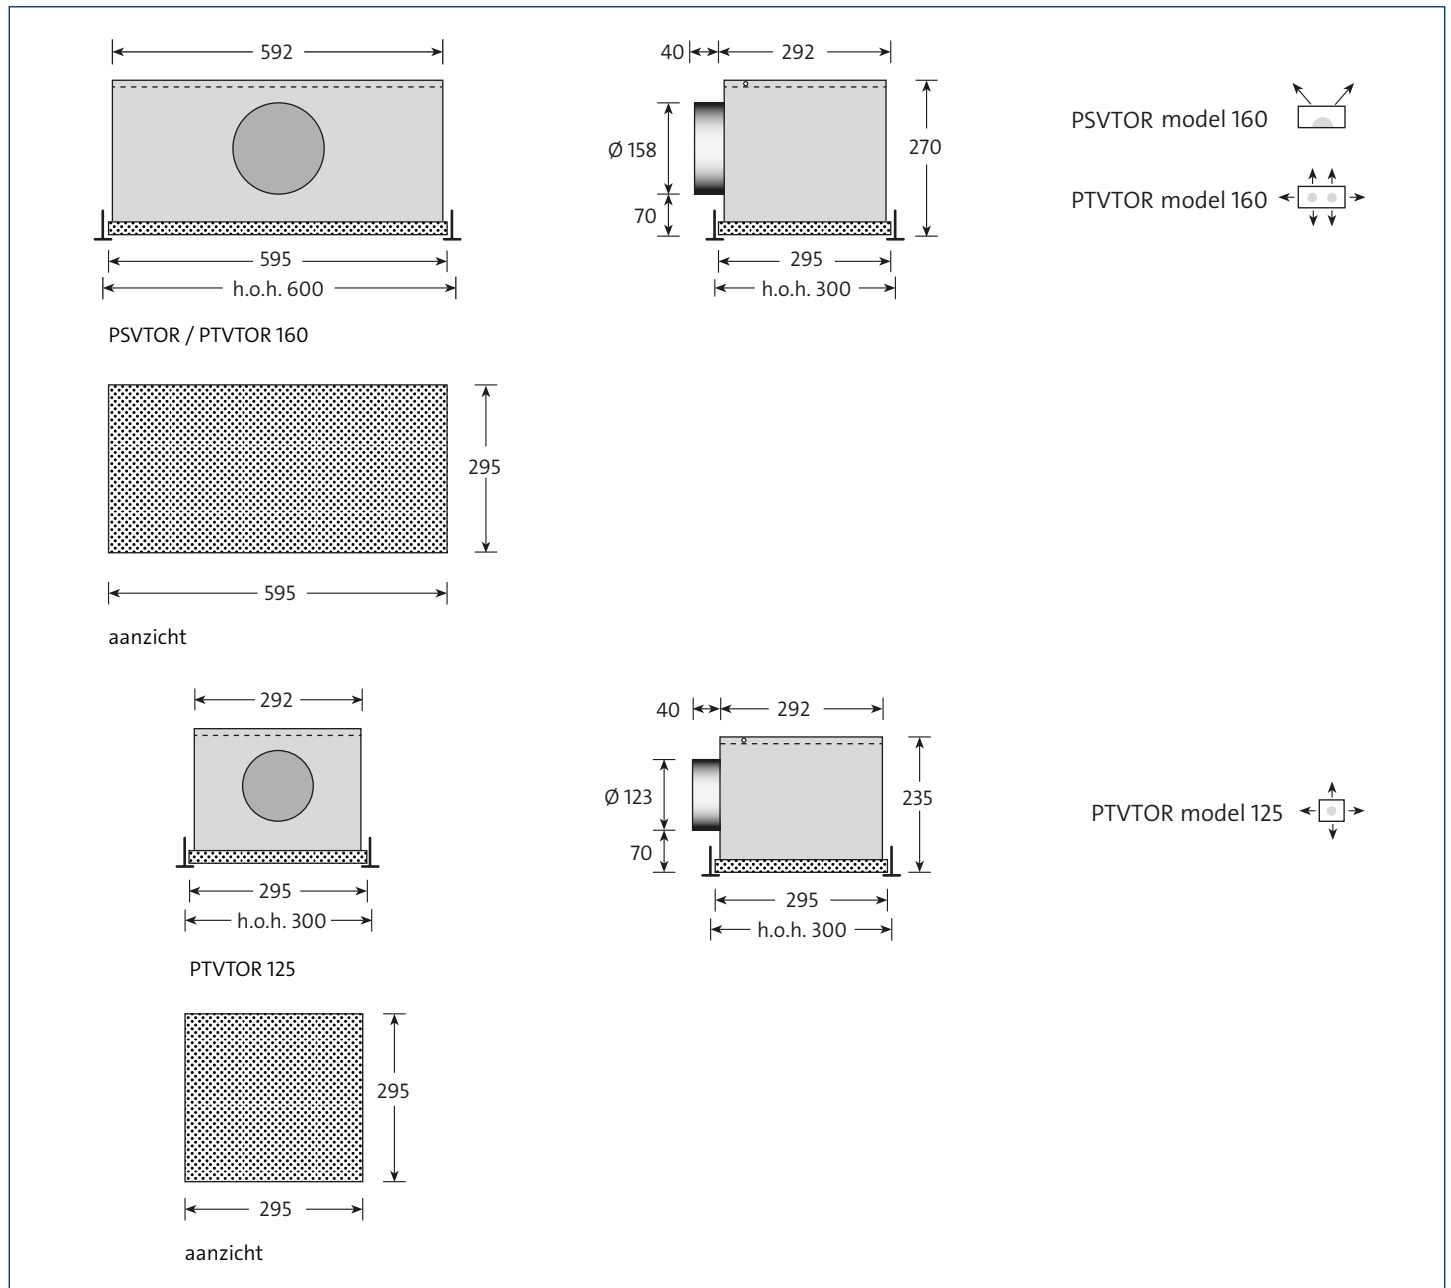 592
40
292
PSVTOR model 160
Ø 158
270
PTVTOR model 160
70
595
295
h.o.h. 600
h.o.h. 300
PSVTOR / PTVTOR 160
295
595
aanzicht
292
40
292
Ø 123
235
PTVTOR model 125
70
295
295
h.o.h. 300
h.o.h. 300
PTVTOR 125
295
295
aanzicht